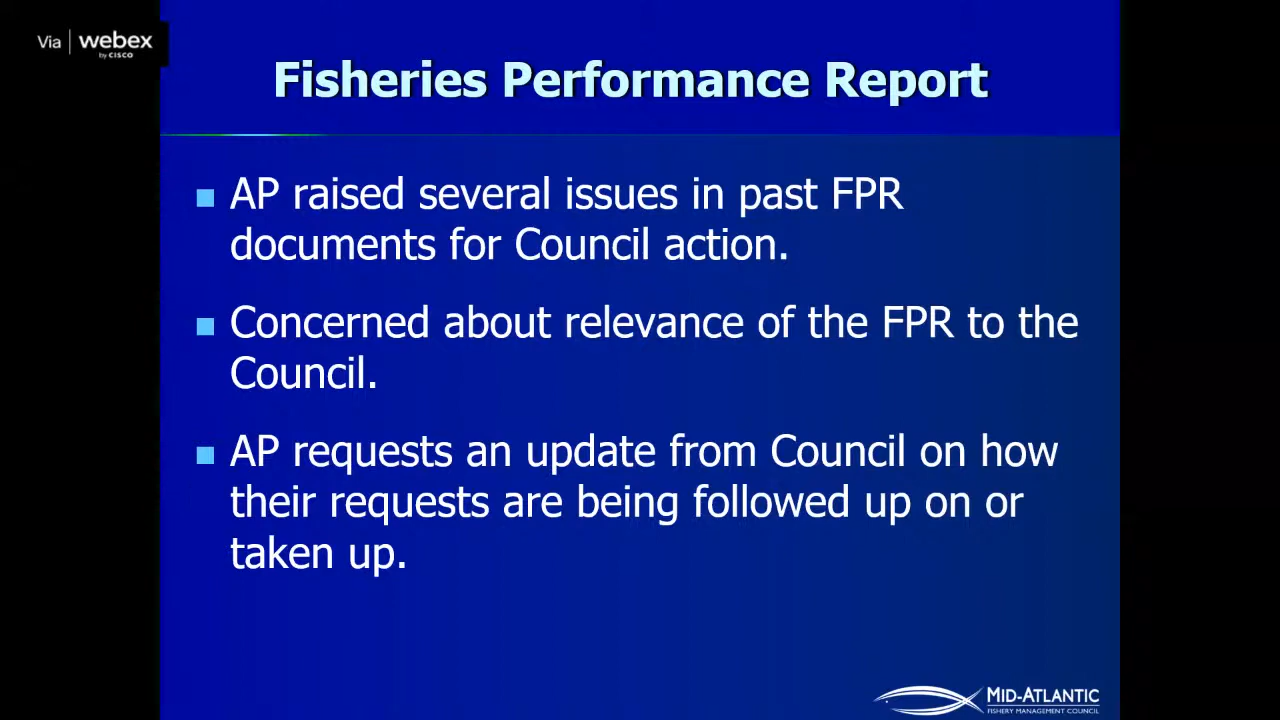 Via webex
by CISCO
Fisheries Performance Report
AP raised several issues in past FPR
documents for Council action.
Concerned about relevance of the FPR to the
Council.
AP requests an update from Council on how
their requests are being followed up on or
taken up.
MID-ATLANTIC
FISHERY MANAGEMENT COUNCIL